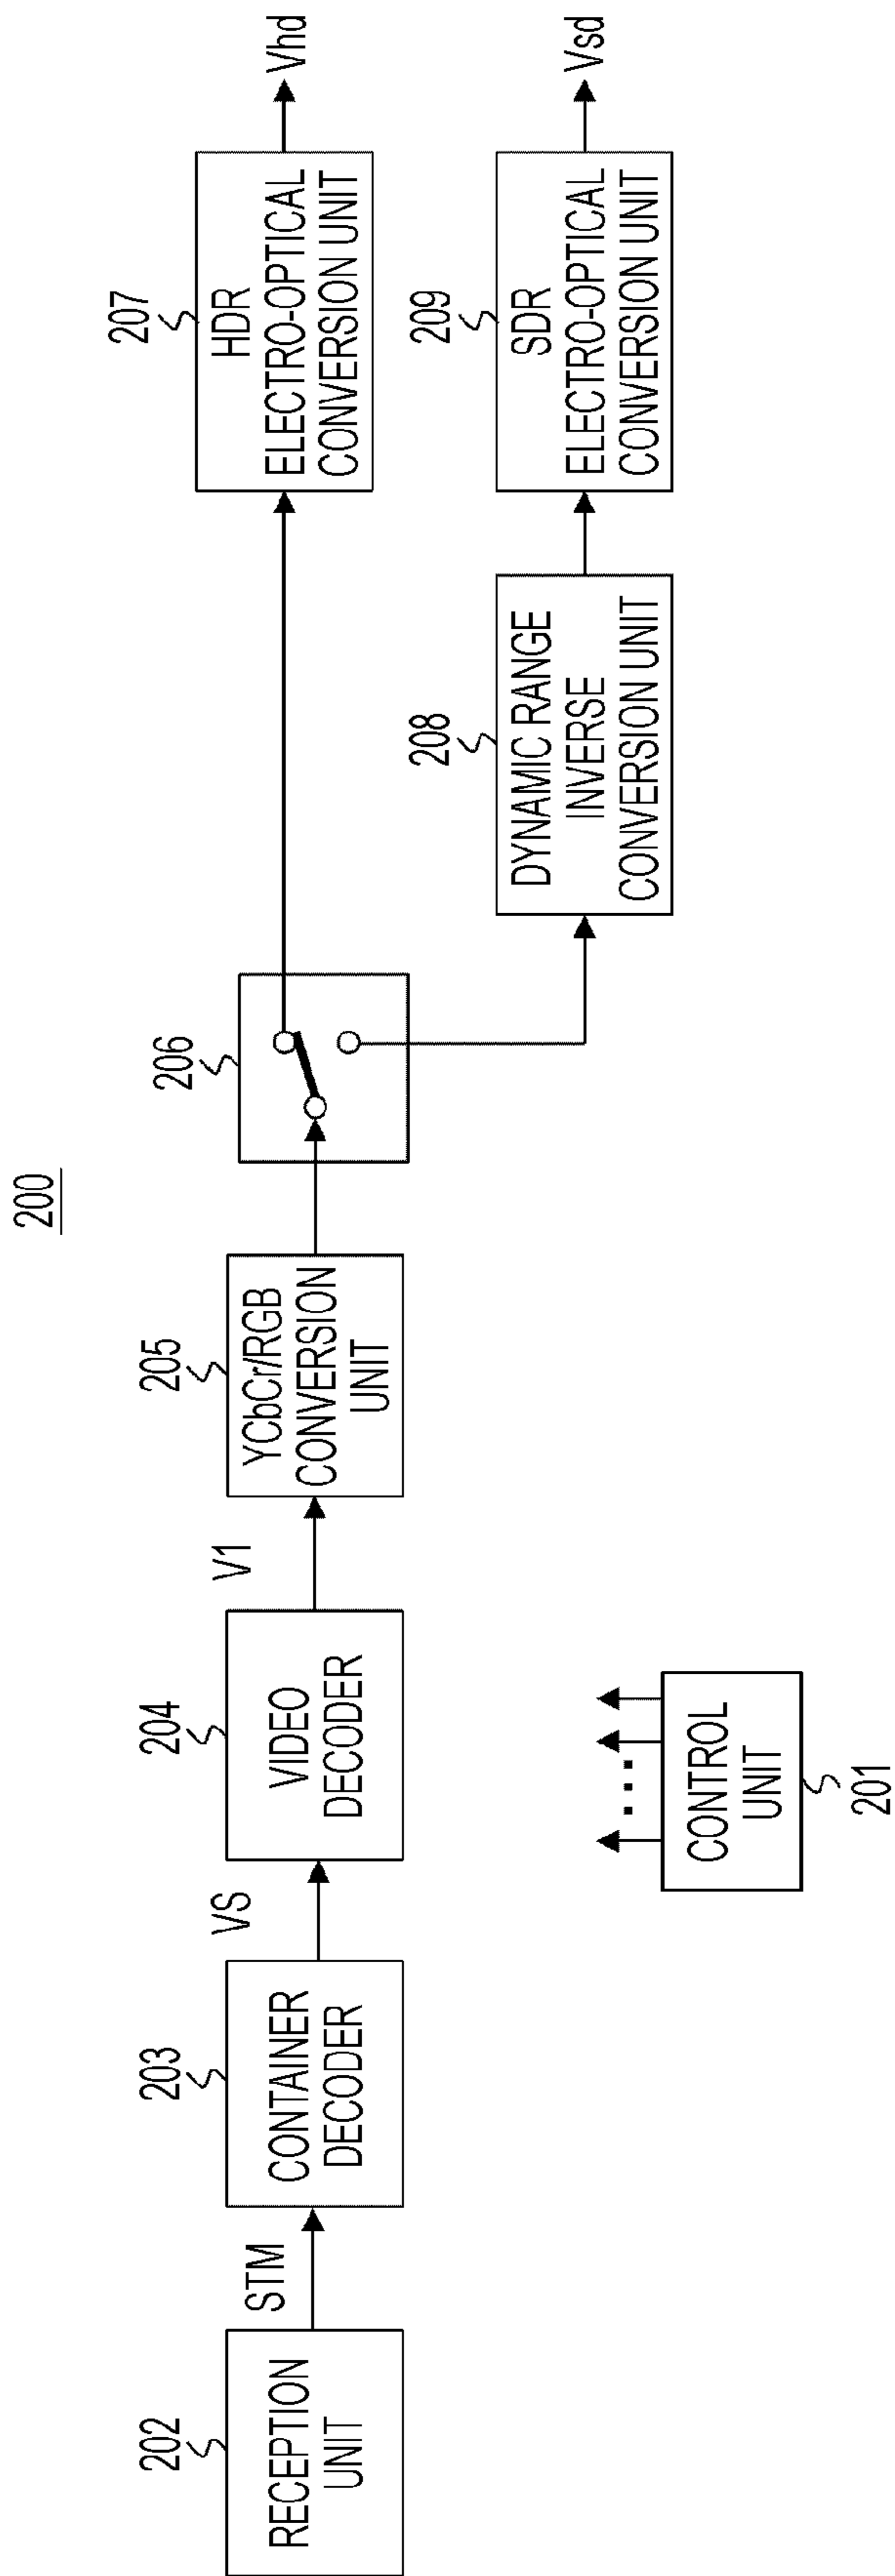 200
202
RECEPTION
UNIT
STM
203
CONTAINER
DECODER
VS
204
VIDEO
DECODER
V1
205
YCbCr/RGB
CONVERSION
UNIT
206
207
HDR
ELECTRO-OPTICAL
CONVERSION UNIT
Vhd
208
DYNAMIC RANGE
INVERSE
CONVERSION UNIT
209
SDR
ELECTRO-OPTICAL
CONVERSION UNIT
Vsd
CONTROL
UNIT
201